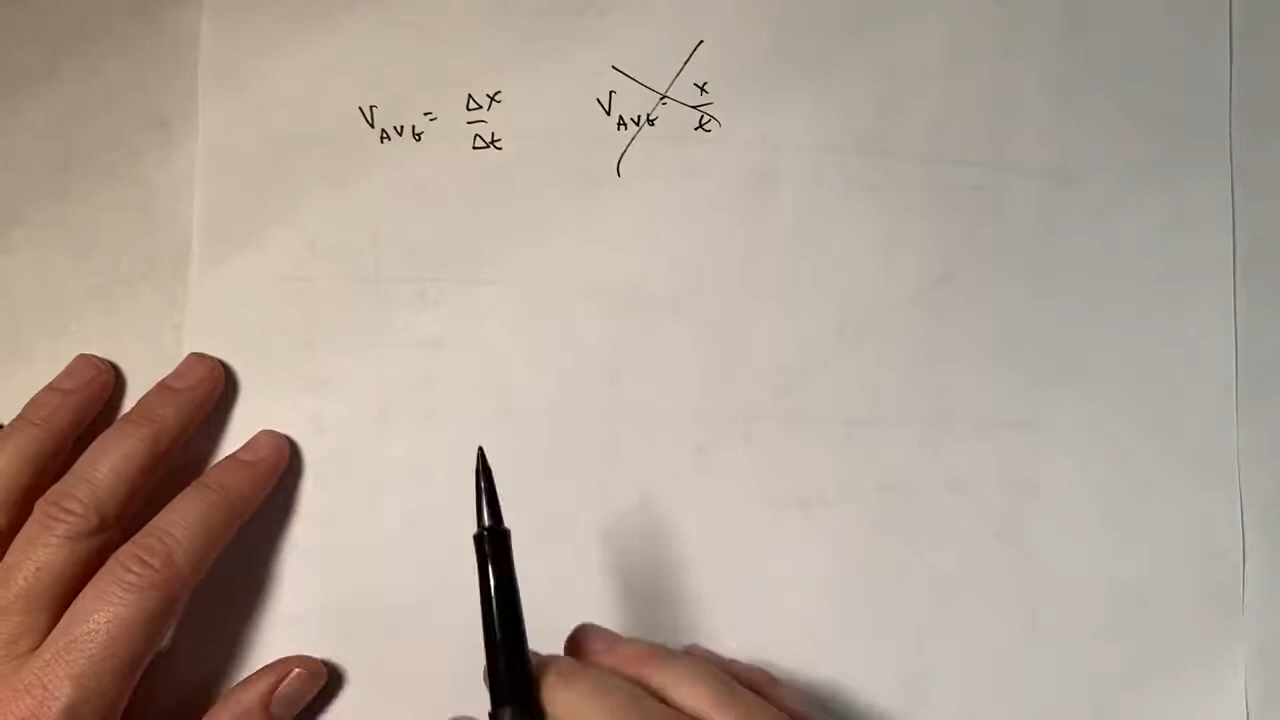 V_AVG = Δx/Δt
V_AVG = x/t